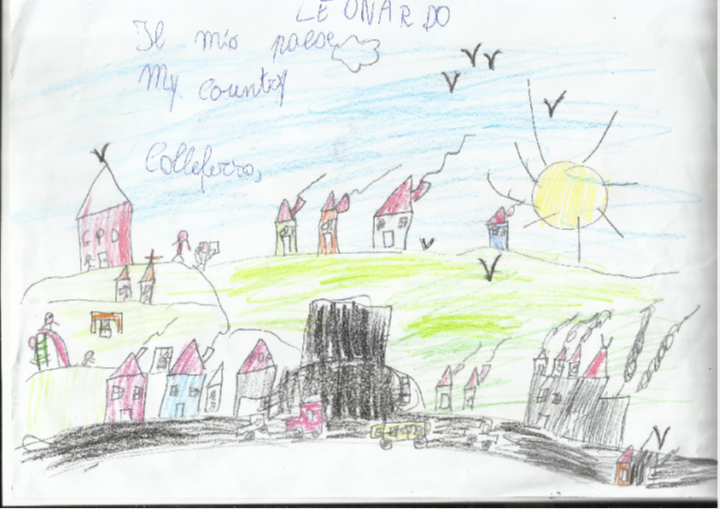 LEONARDO
Il mio paese
My country
Colleferro,